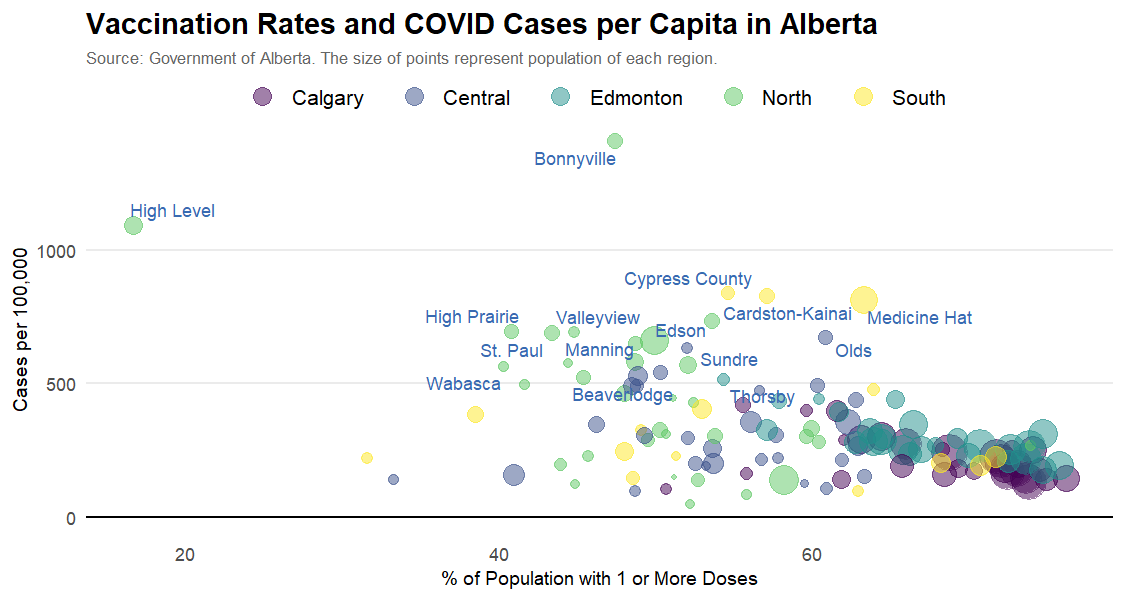 Vaccination Rates and COVID Cases per Capita in Alberta
Source: Government of Alberta. The size of points represent population of each region.
Calgary Central Edmonton North South
Bonnyville
High Level
1000
Cypress County
High Prairie Valleyview Cardston-Kainai Medicine Hat
Edson
St. Paul Manning Sundre Olds
500
Wabasca Beaverlodge Thorsby
0
20 40 60
% of Population with 1 or More Doses
Cases per 100,000